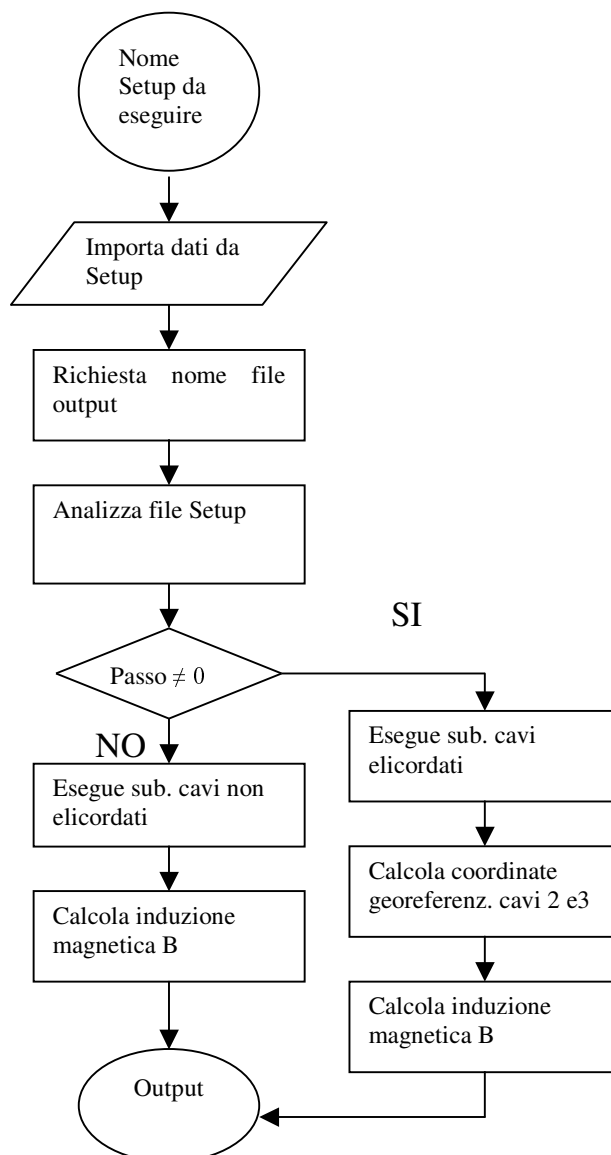 Nome
Setup da
eseguire
Importa dati da
Setup
Richiesta nome file
output
Analizza file Setup
SI
Passo ≠ 0
NO
Esegue sub. cavi non
elicordati
Calcola induzione
magnetica B
Esegue sub. cavi
elicordati
Calcola coordinate
georeferenz. cavi 2 e3
Calcola induzione
magnetica B
Output